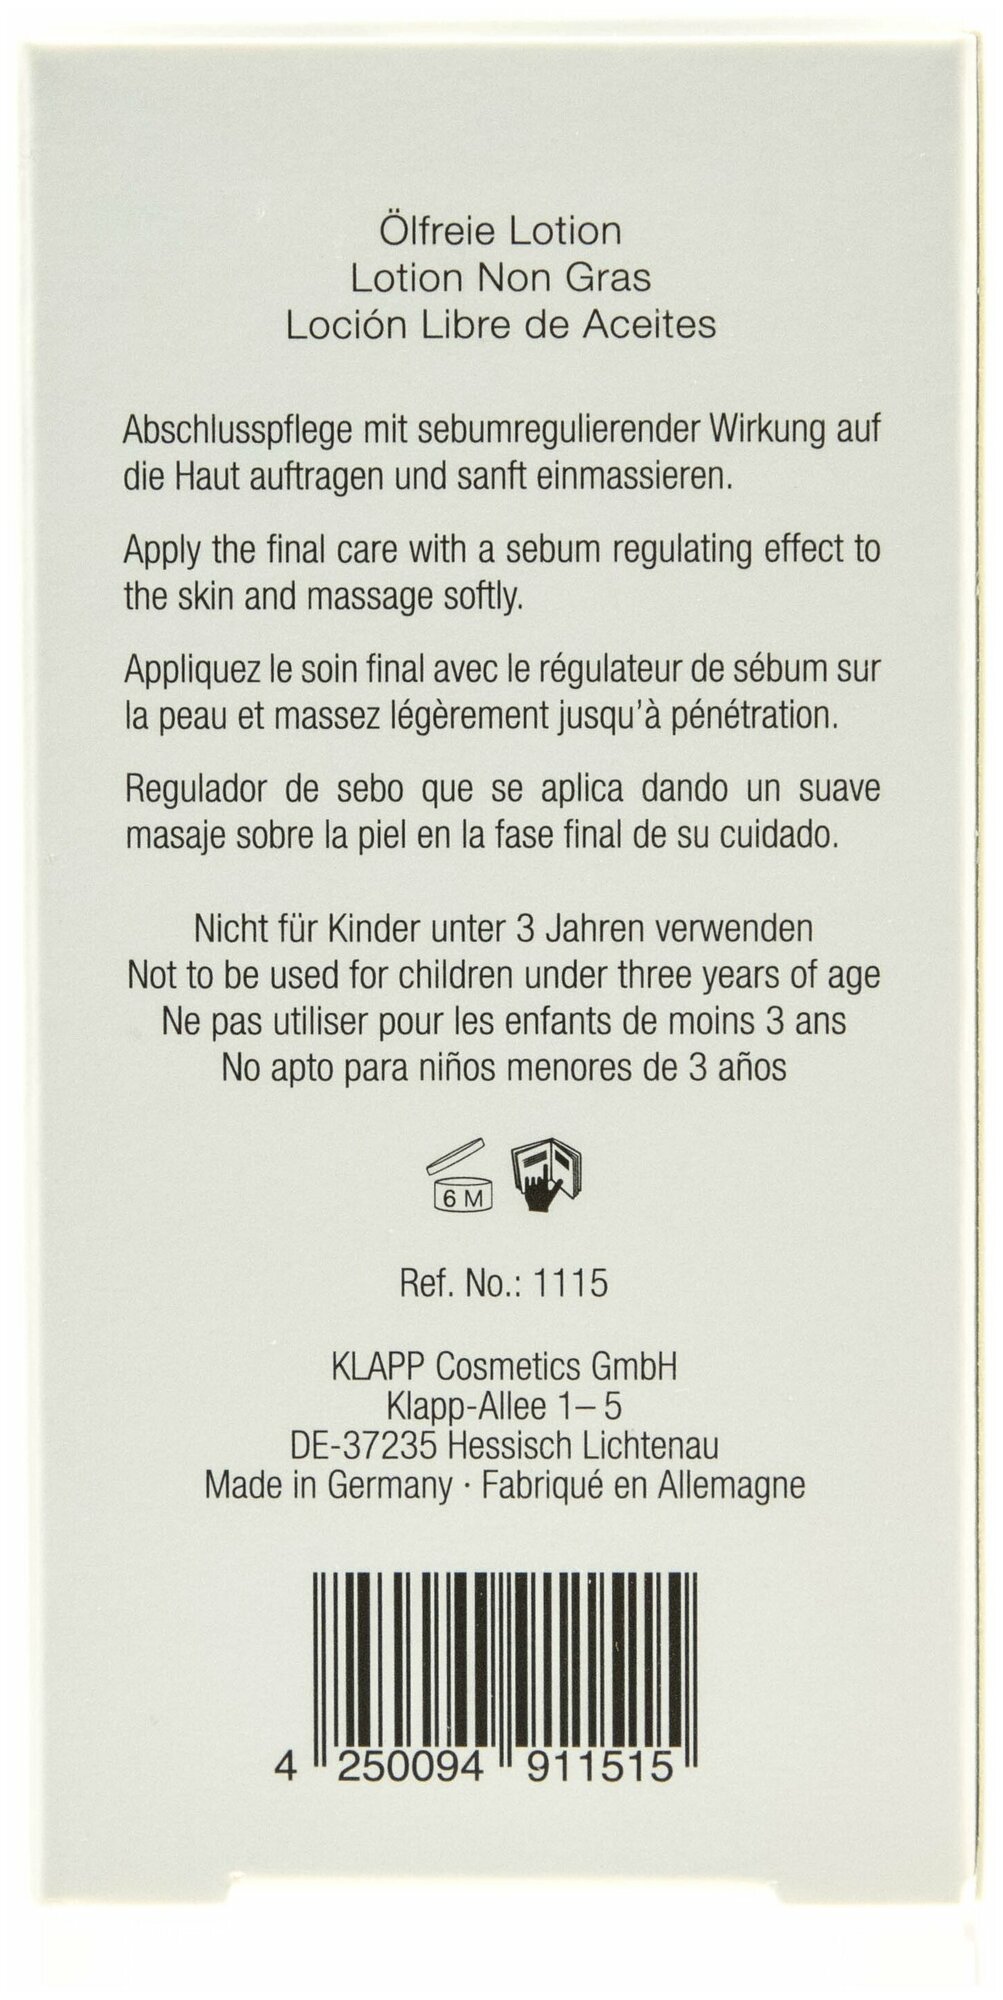 Ölfreie Lotion
Lotion Non Gras
Loción Libre de Aceites
Abschlusspflege mit sebumregulierender Wirkung auf
die Haut auftragen und sanft einmassieren.
Apply the final care with a sebum regulating effect to
the skin and massage softly.
Appliquez le soin final avec le régulateur de sébum sur
la peau et massez légèrement jusqu'à pénétration.
Regulador de sebo que se aplica dando un suave
masaje sobre la piel en la fase final de su cuidado.
Nicht für Kinder unter 3 Jahren verwenden
Not to be used for children under three years of age
Ne pas utiliser pour les enfants de moins 3 ans
No apto para niños menores de 3 años
6 M
Ref. No.: 1115
KLAPP Cosmetics GmbH
Klapp-Allee 1– 5
DE-37235 Hessisch Lichtenau
Made in Germany · Fabriqué en Allemagne
4 250094 911515